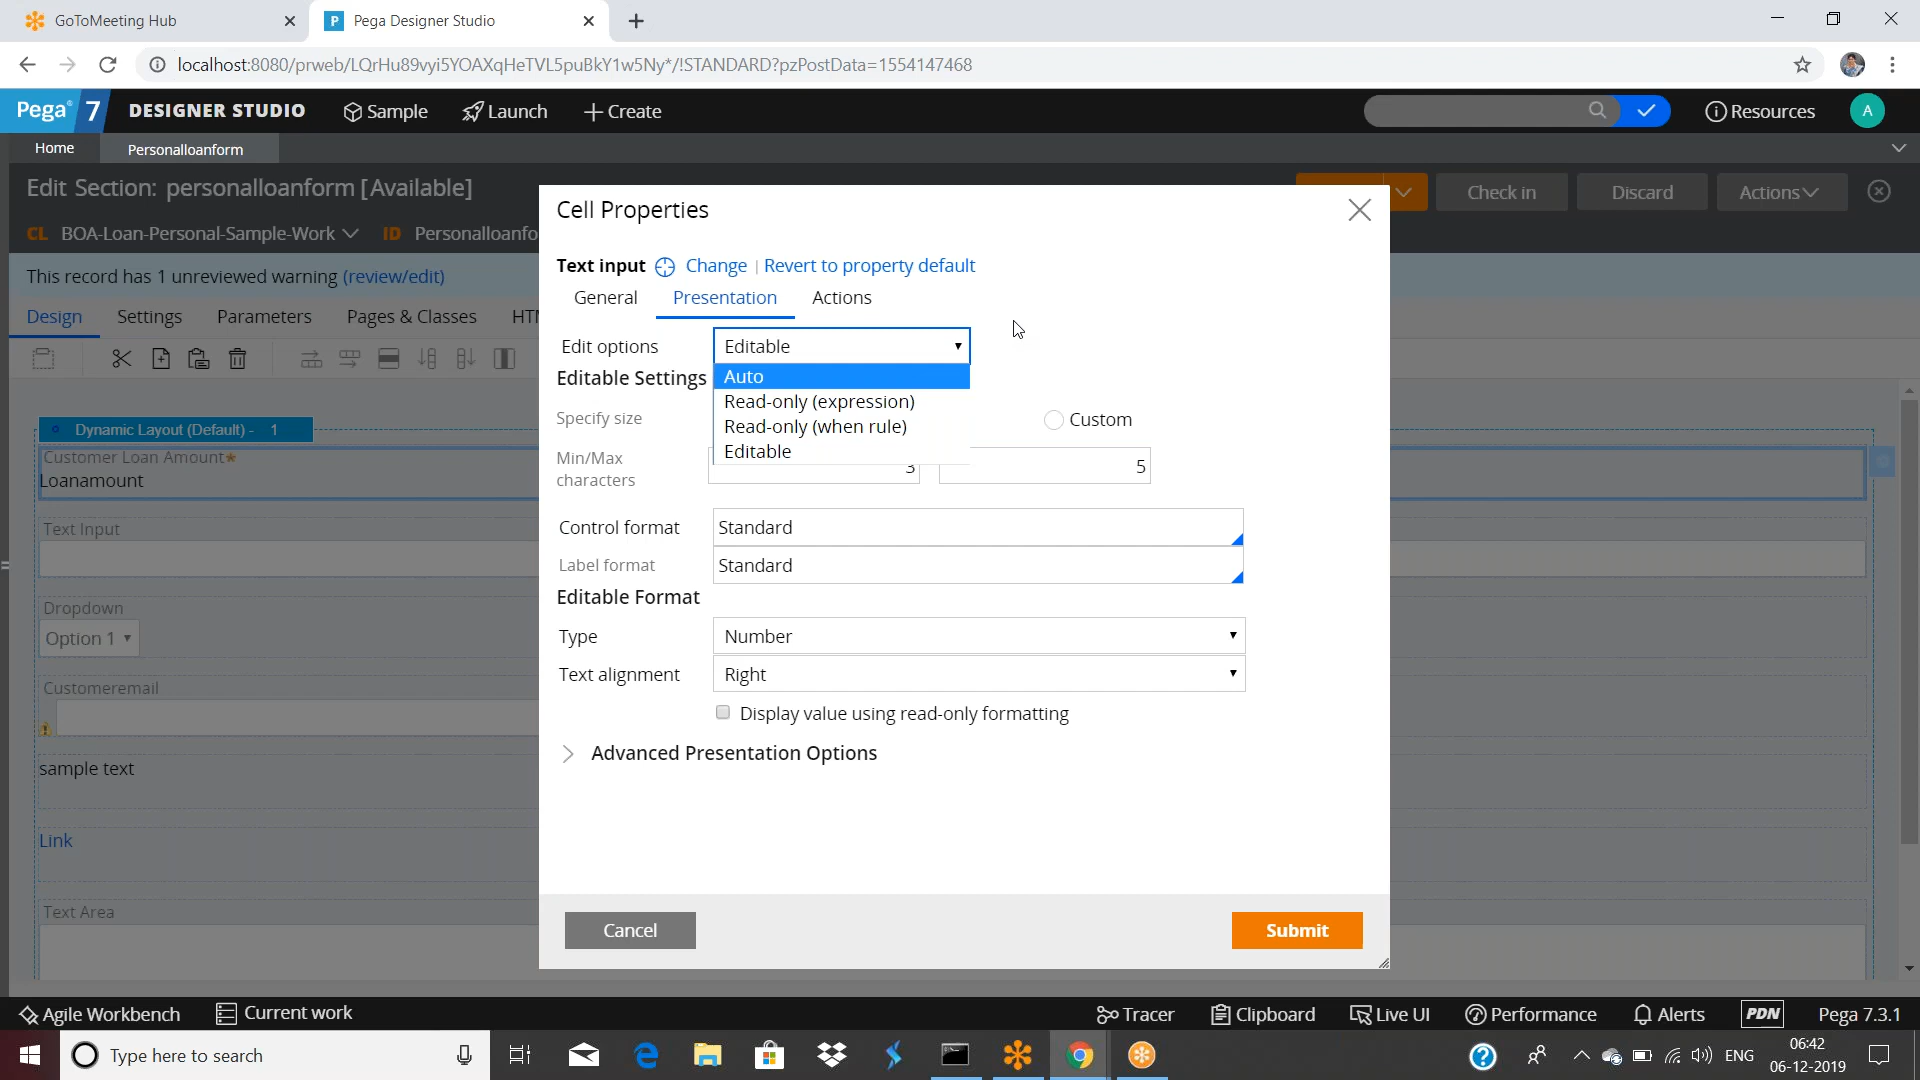 GoToMeeting Hub
P Pega Designer Studio
localhost:8080/prweb/LQrHu89vyi5YOAXqHeTVL5puBkY1w5Ny*/!STANDARD?pzPostData=1554147468
Pega 7 DESIGNER STUDIO Sample Launch Create Resources A
Home Personalloanform
Edit Section: personalloanform [Available] Check in Discard Actions
CL BOA-Loan-Personal-Sample-Work ID Personalloanfo
This record has 1 unreviewed warning (review/edit)
Design Settings Parameters Pages & Classes
Dynamic Layout (Default) - 1
Customer Loan Amount*
Loanamount
Text Input
Dropdown
Option 1
Customeremail
sample text
Link
Text Area
Cell Properties
Text input Change | Revert to property default
General Presentation Actions
Edit options Editable
Auto
Read-only (expression)
Read-only (when rule)
Editable
Editable Settings
Specify size Custom
Min/Max
characters 3 5
Control format Standard
Label format Standard
Editable Format
Type Number
Text alignment Right
Display value using read-only formatting
Advanced Presentation Options
Cancel Submit
Agile Workbench Current work Tracer Clipboard Live UI Performance Alerts PDN Pega 7.3.1
Type here to search ENG
06:42
06-12-2019